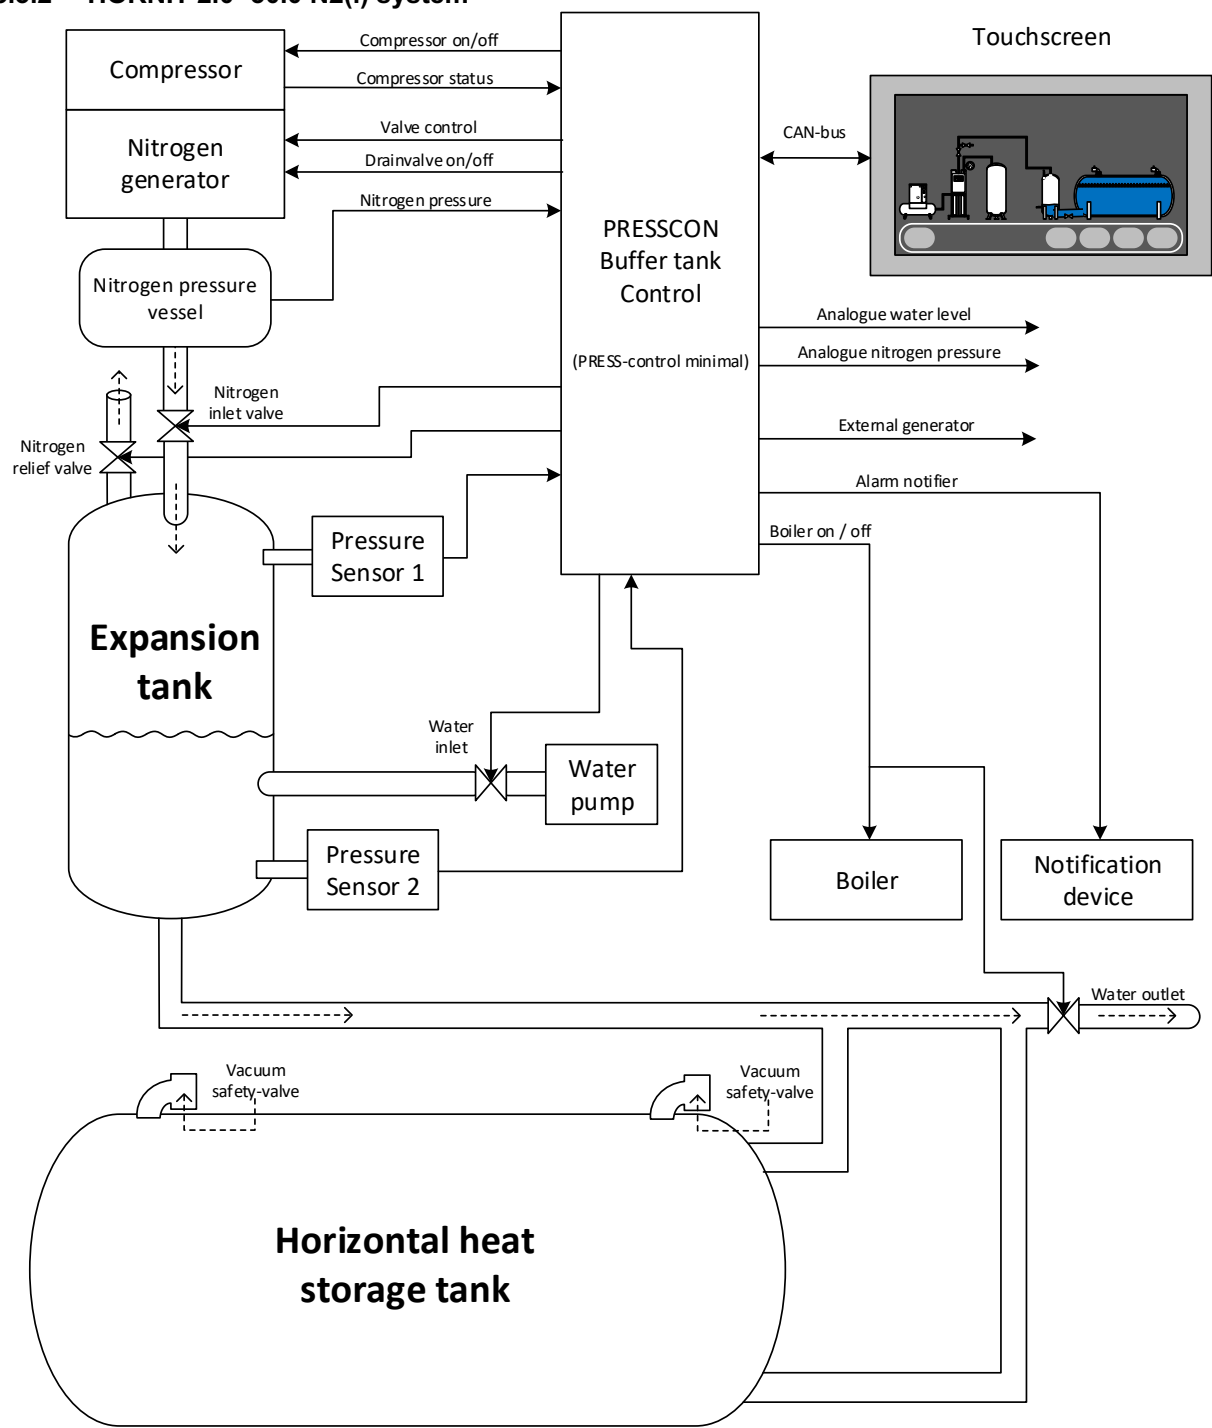 Touchscreen
Compressor on/off
Compressor
Compressor status
Valve control
CAN-bus
Nitrogen
generator
Drainvalve on/off
Nitrogen pressure
PRESSCON
Buffer tank
Control
Nitrogen pressure
vessel
Analogue water level
(PRESS-control minimal)
Analogue nitrogen pressure
Nitrogen
inlet valve
External generator
Nitrogen
relief valve
Alarm notifier
Boiler on / off
Pressure
Sensor 1
Expansion
tank
Water
inlet
Water
pump
Pressure
Sensor 2
Boiler
Notification
device
Water outlet
Vacuum
safety-valve
Vacuum
safety-valve
Horizontal heat
storage tank